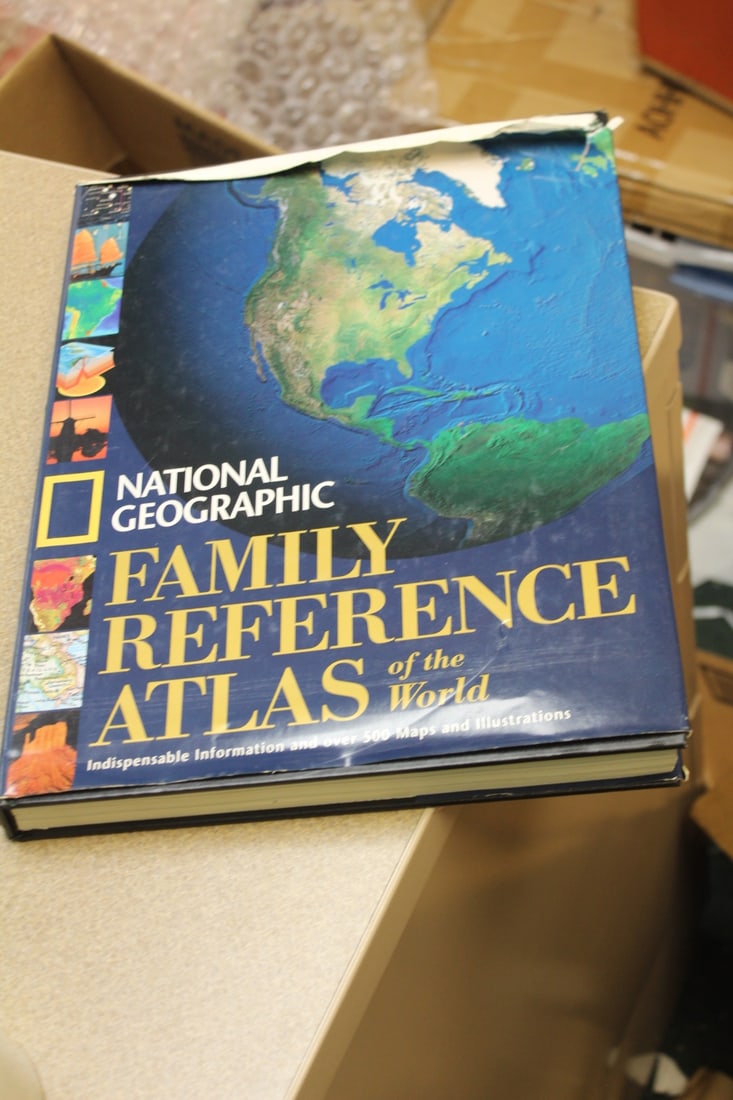 NATIONAL
GEOGRAPHIC
FAMILY
REFERENCE
ATLAS of the
World
Indispensable Information and over 500 Maps and Illustrations